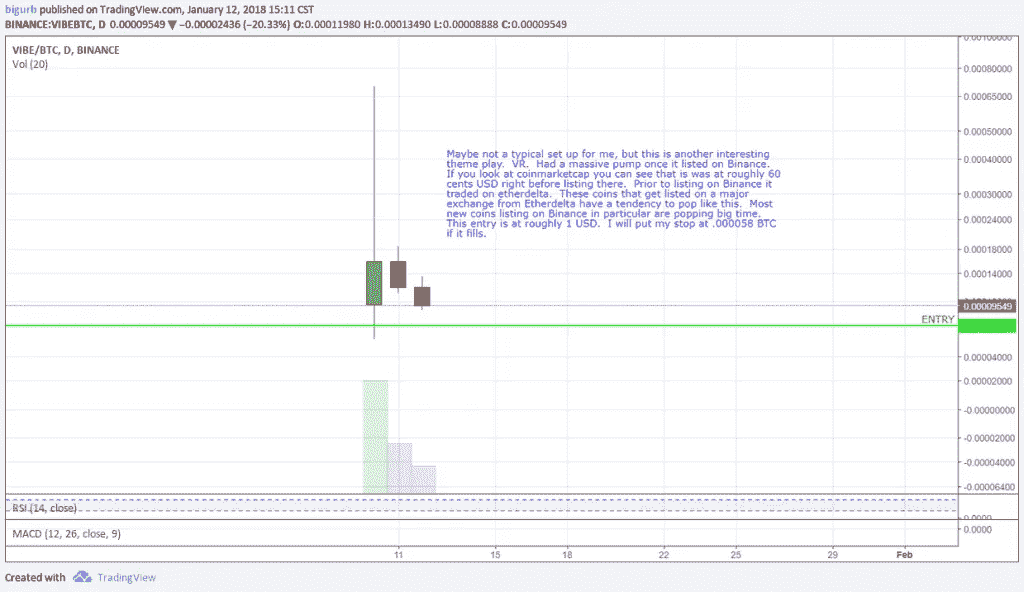 bigurb published on TradingView.com, January 12, 2018 15:11 CST
BINANCE:VIBEBTC, D 0.00009549 ▼ −0.00002436 (−20.33%) O:0.00011980 H:0.00013490 L:0.00008888 C:0.00009549
VIBE/BTC, D, BINANCE
Vol (20)
Maybe not a typical set up for me, but this is another interesting
theme play. VR. Had a massive pump once it listed on Binance.
If you look at coinmarketcap you can see that is was at roughly 60
cents USD right before listing there. Prior to listing on Binance it
traded on etherdelta. These coins that get listed on a major
exchange from Etherdelta have a tendency to pop like this. Most
new coins listing on Binance in particular are popping big time.
This entry is at roughly 1 USD. I will put my stop at .000058 BTC
if it fills.
0.00100000
0.00080000
0.00065000
0.00050000
0.00040000
0.00030000
0.00024000
0.00018000
0.00014000
0.00009549
ENTRY
0.00004000
0.00002000
-0.00000000
-0.00002000
-0.00004000
-0.00006400
RSI (14, close)
0.0000
MACD (12, 26, close, 9)
0.0000
11 15 18 22 25 29 Feb
Created with TradingView